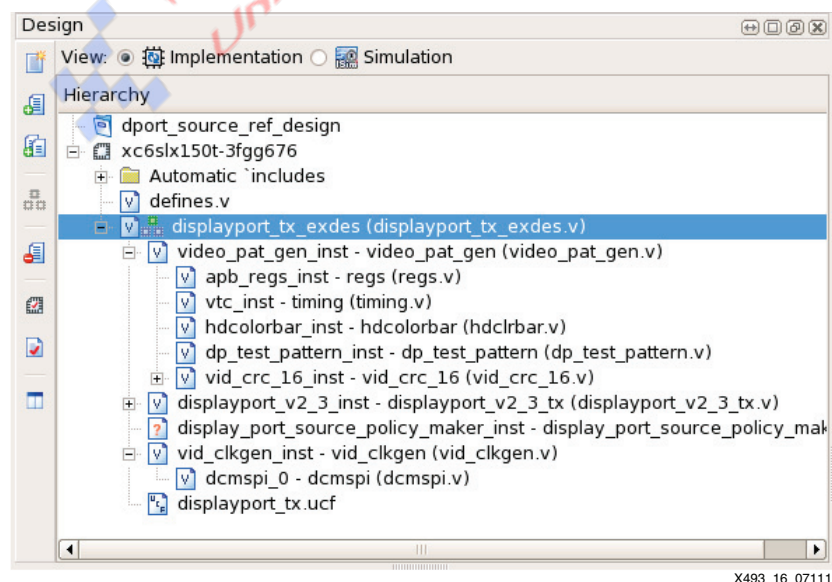 Uni
Design
View: Implementation Simulation
Hierarchy
dport_source_ref_design
xc6slx150t-3fgg676
Automatic `includes
defines.v
displayport_tx_exdes (displayport_tx_exdes.v)
video_pat_gen_inst - video_pat_gen (video_pat_gen.v)
apb_regs_inst - regs (regs.v)
vtc_inst - timing (timing.v)
hdcolorbar_inst - hdcolorbar (hdclrbar.v)
dp_test_pattern_inst - dp_test_pattern (dp_test_pattern.v)
vid_crc_16_inst - vid_crc_16 (vid_crc_16.v)
displayport_v2_3_inst - displayport_v2_3_tx (displayport_v2_3_tx.v)
display_port_source_policy_maker_inst - display_port_source_policy_mak
vid_clkgen_inst - vid_clkgen (vid_clkgen.v)
dcmspi_0 - dcmspi (dcmspi.v)
displayport_tx.ucf
X493_16_07111